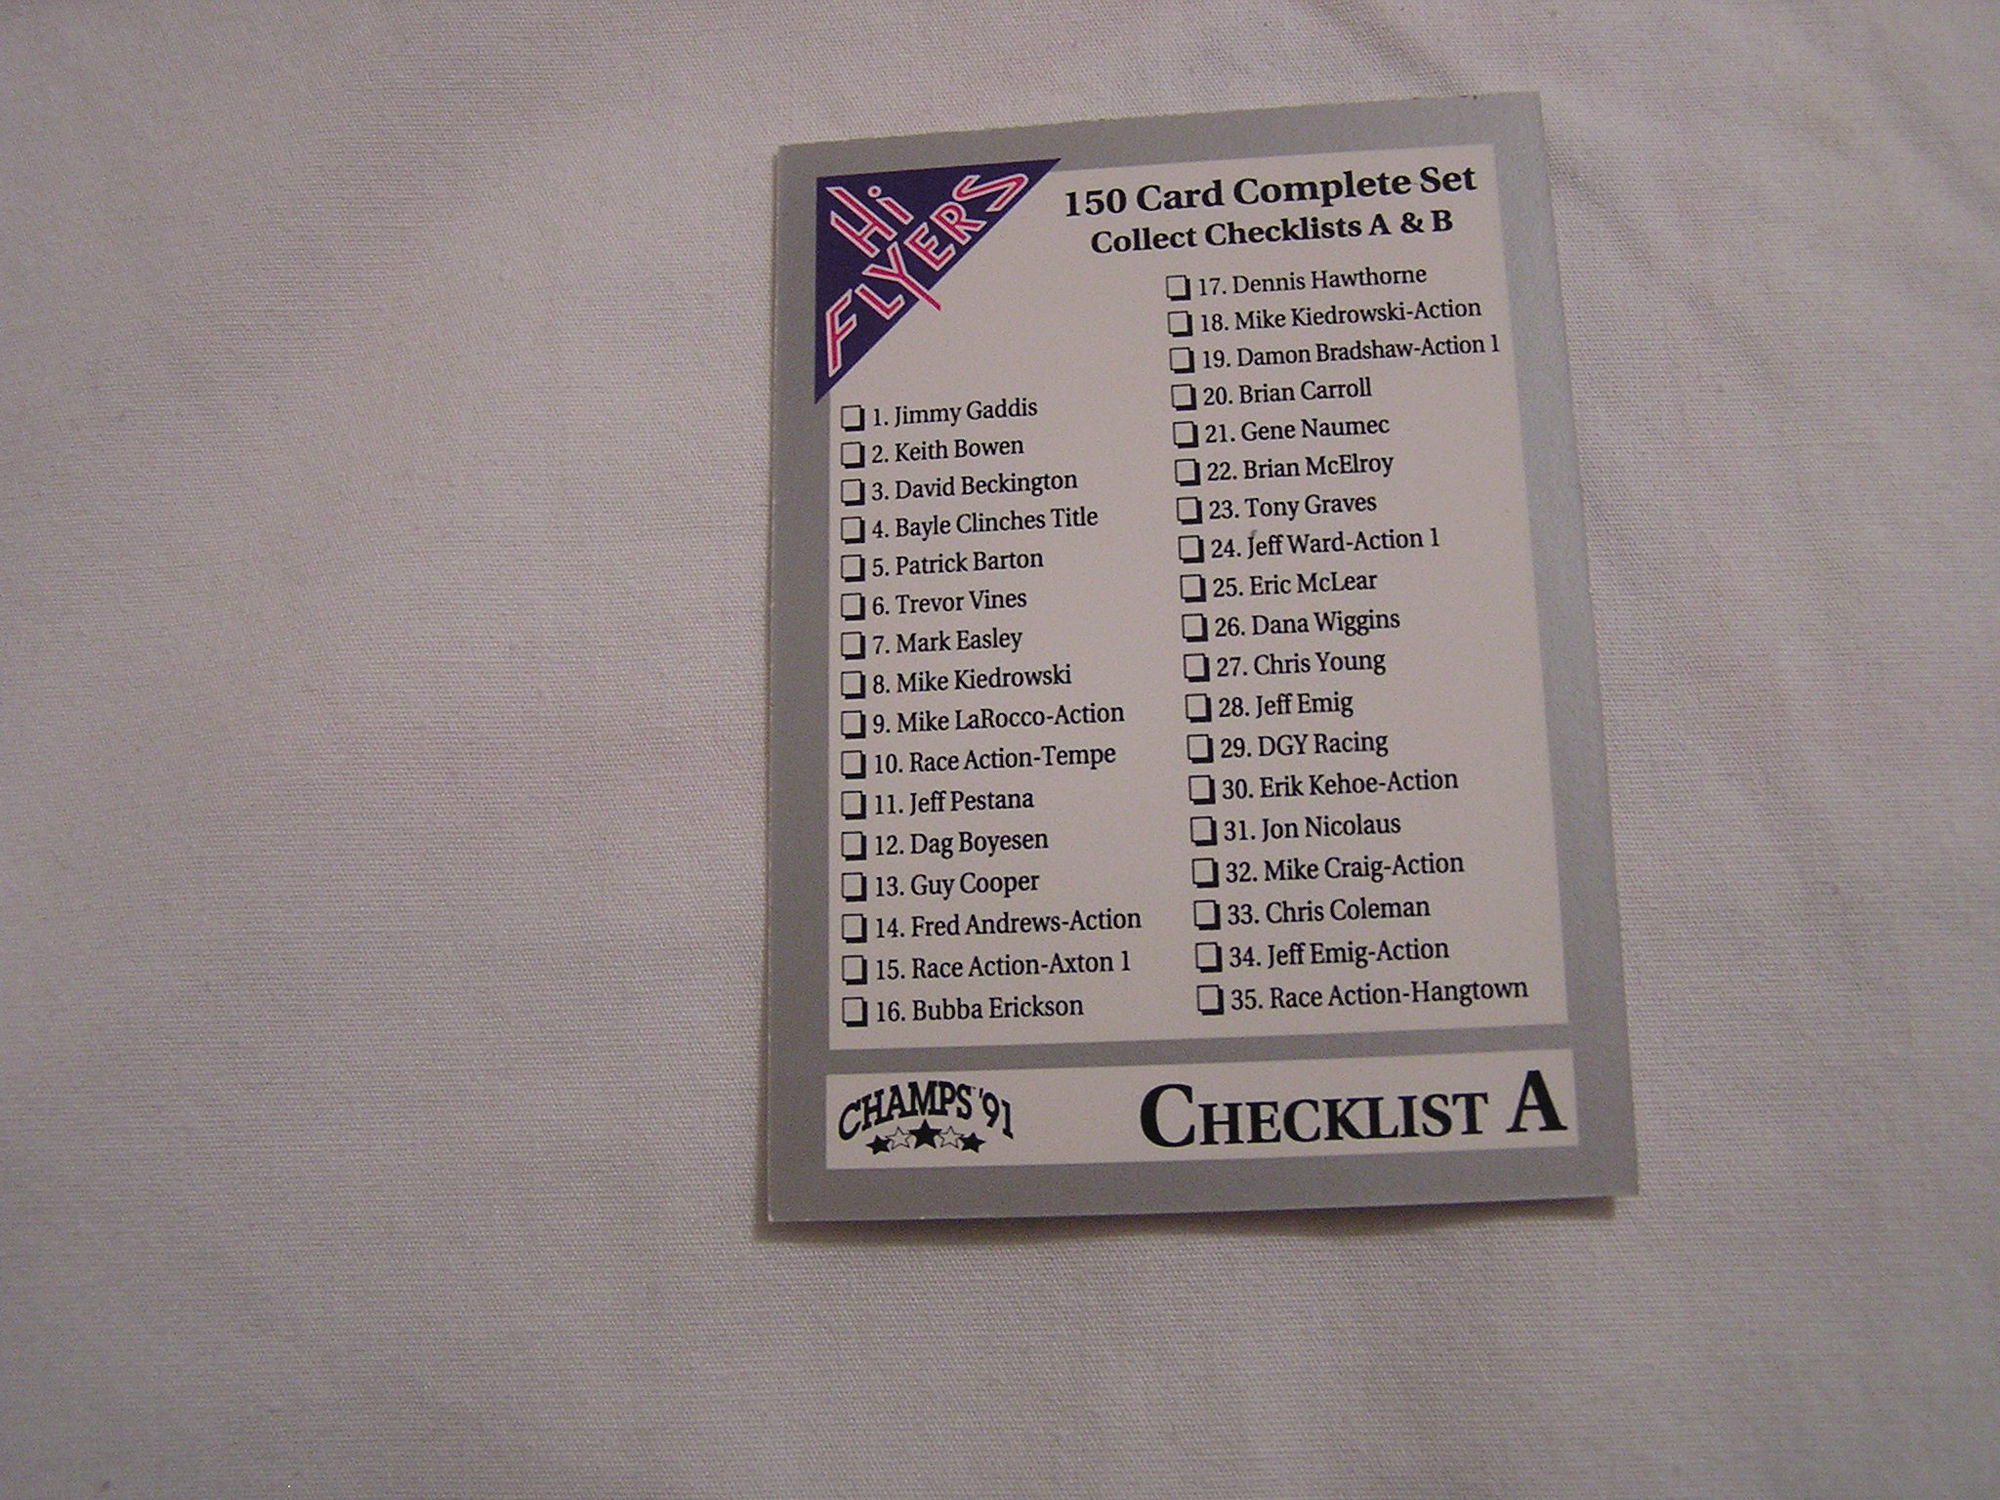 Hi
FLYERS
150 Card Complete Set
Collect Checklists A & B
1. Jimmy Gaddis
2. Keith Bowen
3. David Beckington
4. Bayle Clinches Title
5. Patrick Barton
6. Trevor Vines
7. Mark Easley
8. Mike Kiedrowski
9. Mike LaRocco-Action
10. Race Action-Tempe
11. Jeff Pestana
12. Dag Boyesen
13. Guy Cooper
14. Fred Andrews-Action
15. Race Action-Axton 1
16. Bubba Erickson
17. Dennis Hawthorne
18. Mike Kiedrowski-Action
19. Damon Bradshaw-Action 1
20. Brian Carroll
21. Gene Naumec
22. Brian McElroy
23. Tony Graves
24. Jeff Ward-Action 1
25. Eric McLear
26. Dana Wiggins
27. Chris Young
28. Jeff Emig
29. DGY Racing
30. Erik Kehoe-Action
31. Jon Nicolaus
32. Mike Craig-Action
33. Chris Coleman
34. Jeff Emig-Action
35. Race Action-Hangtown
CHAMPS '91
CHECKLIST A